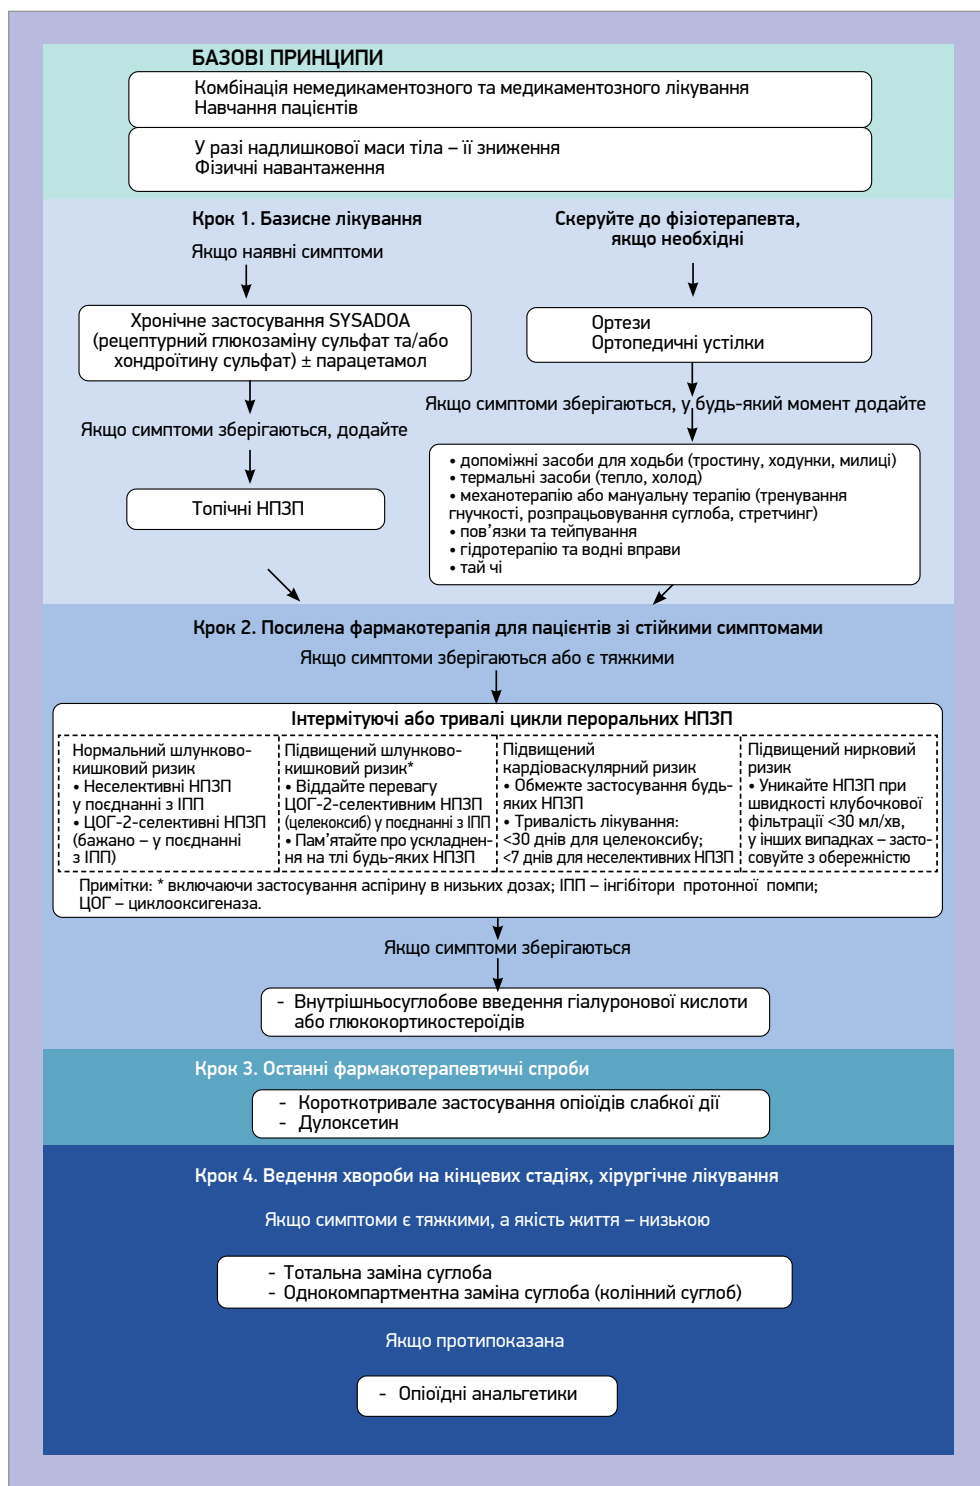 БАЗОВІ ПРИНЦИПИ
Комбінація немедикаментозного та медикаментозного лікування
Навчання пацієнтів
У разі надлишкової маси тіла – її зниження
Фізичні навантаження
Крок 1. Базисне лікування
Якщо наявні симптоми
Хронічне застосування SYSADOA
(рецептурний глюкозаміну сульфат та/або
хондроїтину сульфат) ± парацетамол
Якщо симптоми зберігаються, додайте
Топічні НПЗП
Скеруйте до фізіотерапевта,
якщо необхідні
Ортези
Ортопедичні устілки
Якщо симптоми зберігаються, у будь-який момент додайте
• допоміжні засоби для ходьби (тростину, ходунки, милиці)
• термальні засоби (тепло, холод)
• механотерапію або мануальну терапію (тренування
гнучкості, розпрацьовування суглоба, стретчинг)
• пов’язки та тейпування
• гідротерапію та водні вправи
• тай чі
Крок 2. Посилена фармакотерапія для пацієнтів зі стійкими симптомами
Якщо симптоми зберігаються або є тяжкими
Інтермітуючі або тривалі цикли пероральних НПЗП
Нормальний шлунково-
кишковий ризик
• Неселективні НПЗП
у поєднанні з ІПП
• ЦОГ-2-селективні НПЗП
(бажано – у поєднанні
з ІПП)
Підвищений шлунково-
кишковий ризик*
• Віддайте перевагу
ЦОГ-2-селективним НПЗП
(целекоксиб) у поєднанні з ІПП
• Пам’ятайте про ускладнен-
ня на тлі будь-яких НПЗП
Підвищений
кардіоваскулярний ризик
• Обмежте застосування будь-
яких НПЗП
• Тривалість лікування:
<30 днів для целекоксибу;
<7 днів для неселективних НПЗП
Підвищений нирковий
ризик
• Уникайте НПЗП при
швидкості клубочкової
фільтрації <30 мл/хв,
у інших випадках – засто-
совуйте з обережністю
Примітки: * включаючи застосування аспірину в низьких дозах; ІПП – інгібітори протонної помпи;
ЦОГ – циклооксигеназа.
Якщо симптоми зберігаються
- Внутрішньосуглобове введення гіалуронової кислоти
або глюкокортикостероїдів
Крок 3. Останні фармакотерапевтичні спроби
- Короткотривале застосування опіоїдів слабкої дії
- Дулоксетин
Крок 4. Ведення хвороби на кінцевих стадіях, хірургічне лікування
Якщо симптоми є тяжкими, а якість життя – низькою
- Тотальна заміна суглоба
- Однокомпартментна заміна суглоба (колінний суглоб)
Якщо протипоказана
- Опіоїдні анальгетики